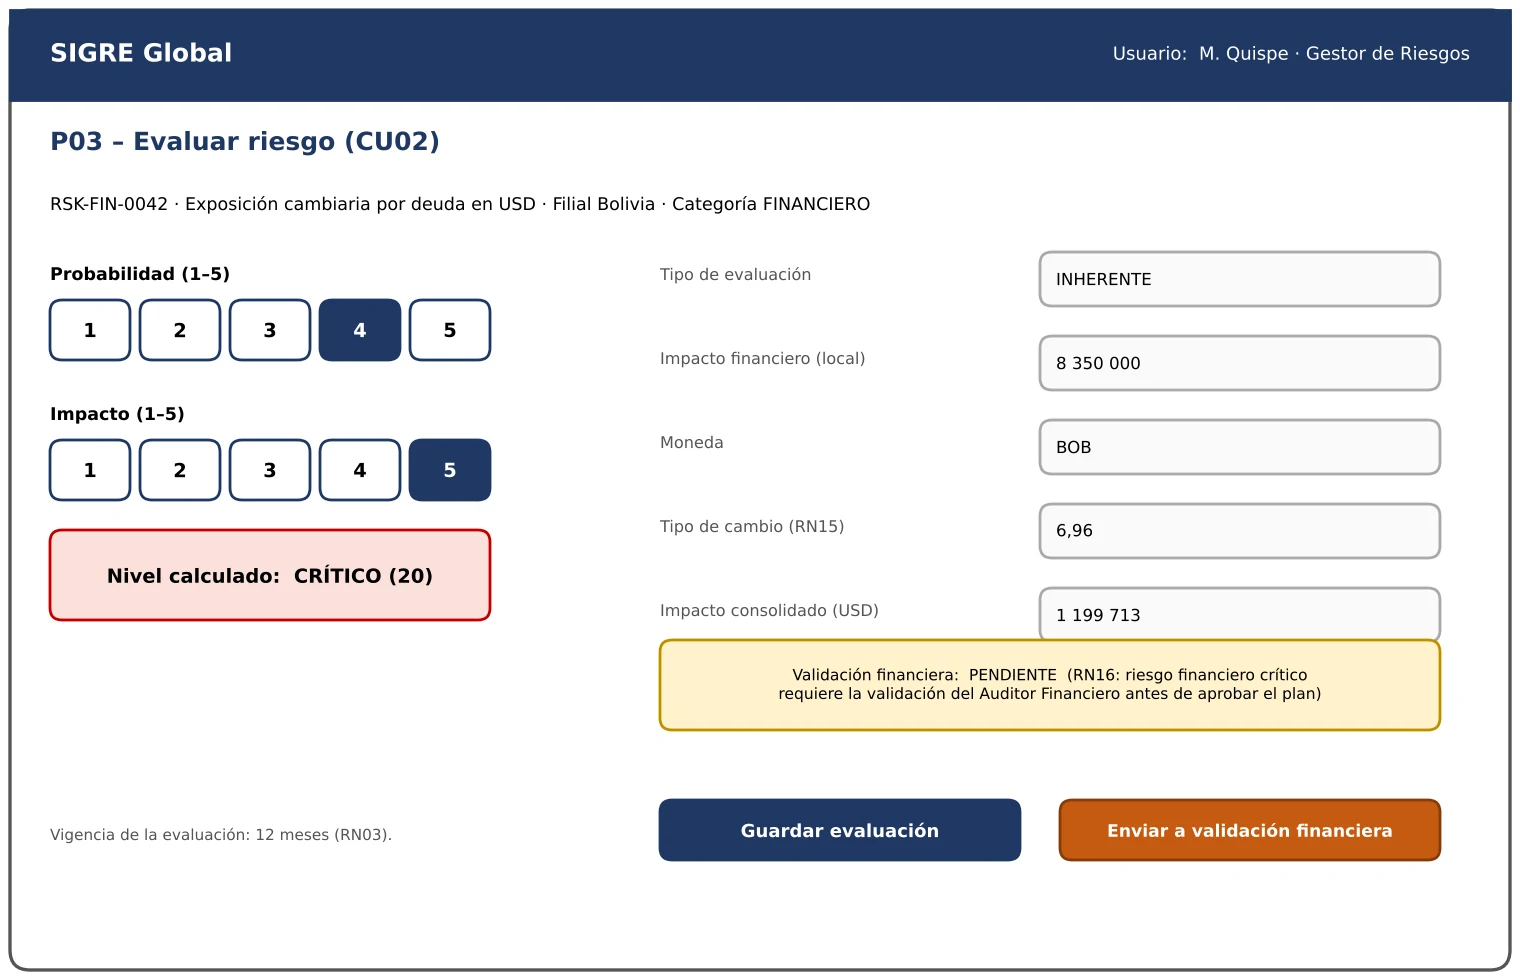 SIGRE Global
Usuario:  M. Quispe · Gestor de Riesgos
P03 – Evaluar riesgo (CU02)
RSK-FIN-0042 · Exposición cambiaria por deuda en USD · Filial Bolivia · Categoría FINANCIERO
Probabilidad (1–5)
1 2 3 4 5
Impacto (1–5)
1 2 3 4 5
Nivel calculado:  CRÍTICO (20)
Tipo de evaluación
INHERENTE
Impacto financiero (local)
8 350 000
Moneda
BOB
Tipo de cambio (RN15)
6,96
Impacto consolidado (USD)
1 199 713
Validación financiera:  PENDIENTE  (RN16: riesgo financiero crítico
requiere la validación del Auditor Financiero antes de aprobar el plan)
Vigencia de la evaluación: 12 meses (RN03).
Guardar evaluación
Enviar a validación financiera